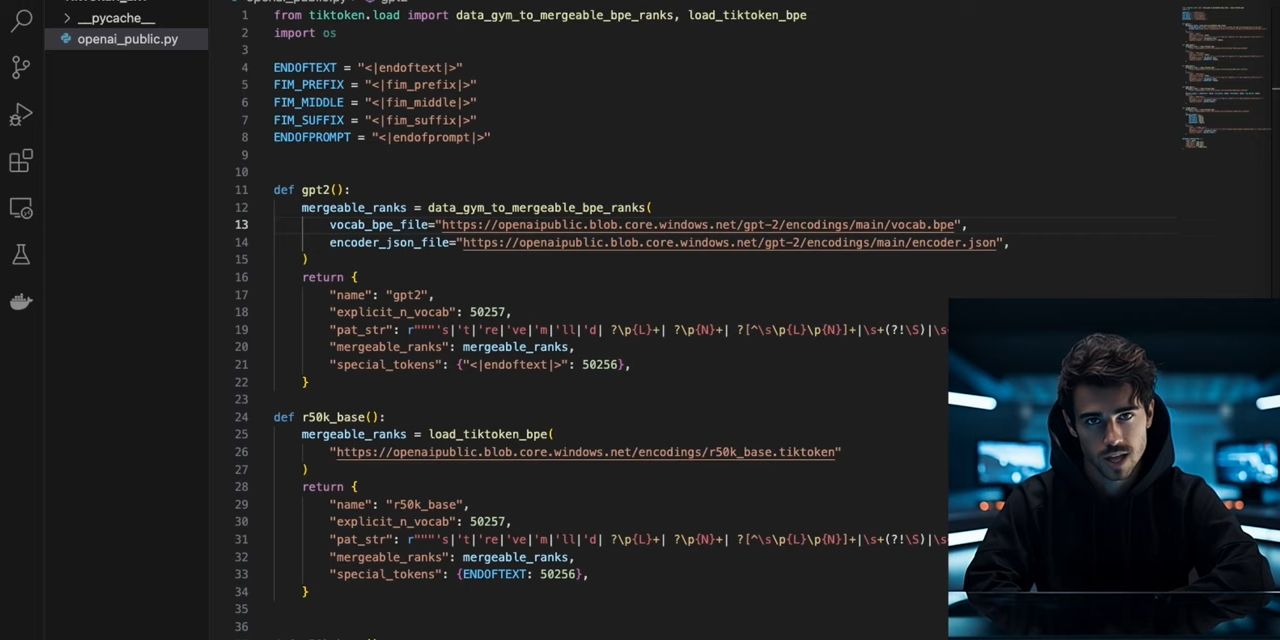 __pycache__
openai_public.py
1 from tiktoken.load import data_gym_to_mergeable_bpe_ranks, load_tiktoken_bpe
2 import os
3
4 ENDOFTEXT = "<|endoftext|>"
5 FIM_PREFIX = "<|fim_prefix|>"
6 FIM_MIDDLE = "<|fim_middle|>"
7 FIM_SUFFIX = "<|fim_suffix|>"
8 ENDOFPROMPT = "<|endofprompt|>"
9
10
11 def gpt2():
12 mergeable_ranks = data_gym_to_mergeable_bpe_ranks(
13 vocab_bpe_file="https://openaipublic.blob.core.windows.net/gpt-2/encodings/main/vocab.bpe",
14 encoder_json_file="https://openaipublic.blob.core.windows.net/gpt-2/encodings/main/encoder.json",
15 )
16 return {
17 "name": "gpt2",
18 "explicit_n_vocab": 50257,
19 "pat_str": r"""'s|'t|'re|'ve|'m|'ll|'d| ?\p{L}+| ?\p{N}+| ?[^\s\p{L}\p{N}]+|\s+(?!\S)|\s
20 "mergeable_ranks": mergeable_ranks,
21 "special_tokens": {"<|endoftext|>": 50256},
22 }
23
24 def r50k_base():
25 mergeable_ranks = load_tiktoken_bpe(
26 "https://openaipublic.blob.core.windows.net/encodings/r50k_base.tiktoken"
27 )
28 return {
29 "name": "r50k_base",
30 "explicit_n_vocab": 50257,
31 "pat_str": r"""'s|'t|'re|'ve|'m|'ll|'d| ?\p{L}+| ?\p{N}+| ?[^\s\p{L}\p{N}]+|\s+(?!\S)|\s
32 "mergeable_ranks": mergeable_ranks,
33 "special_tokens": {ENDOFTEXT: 50256},
34 }
35
36